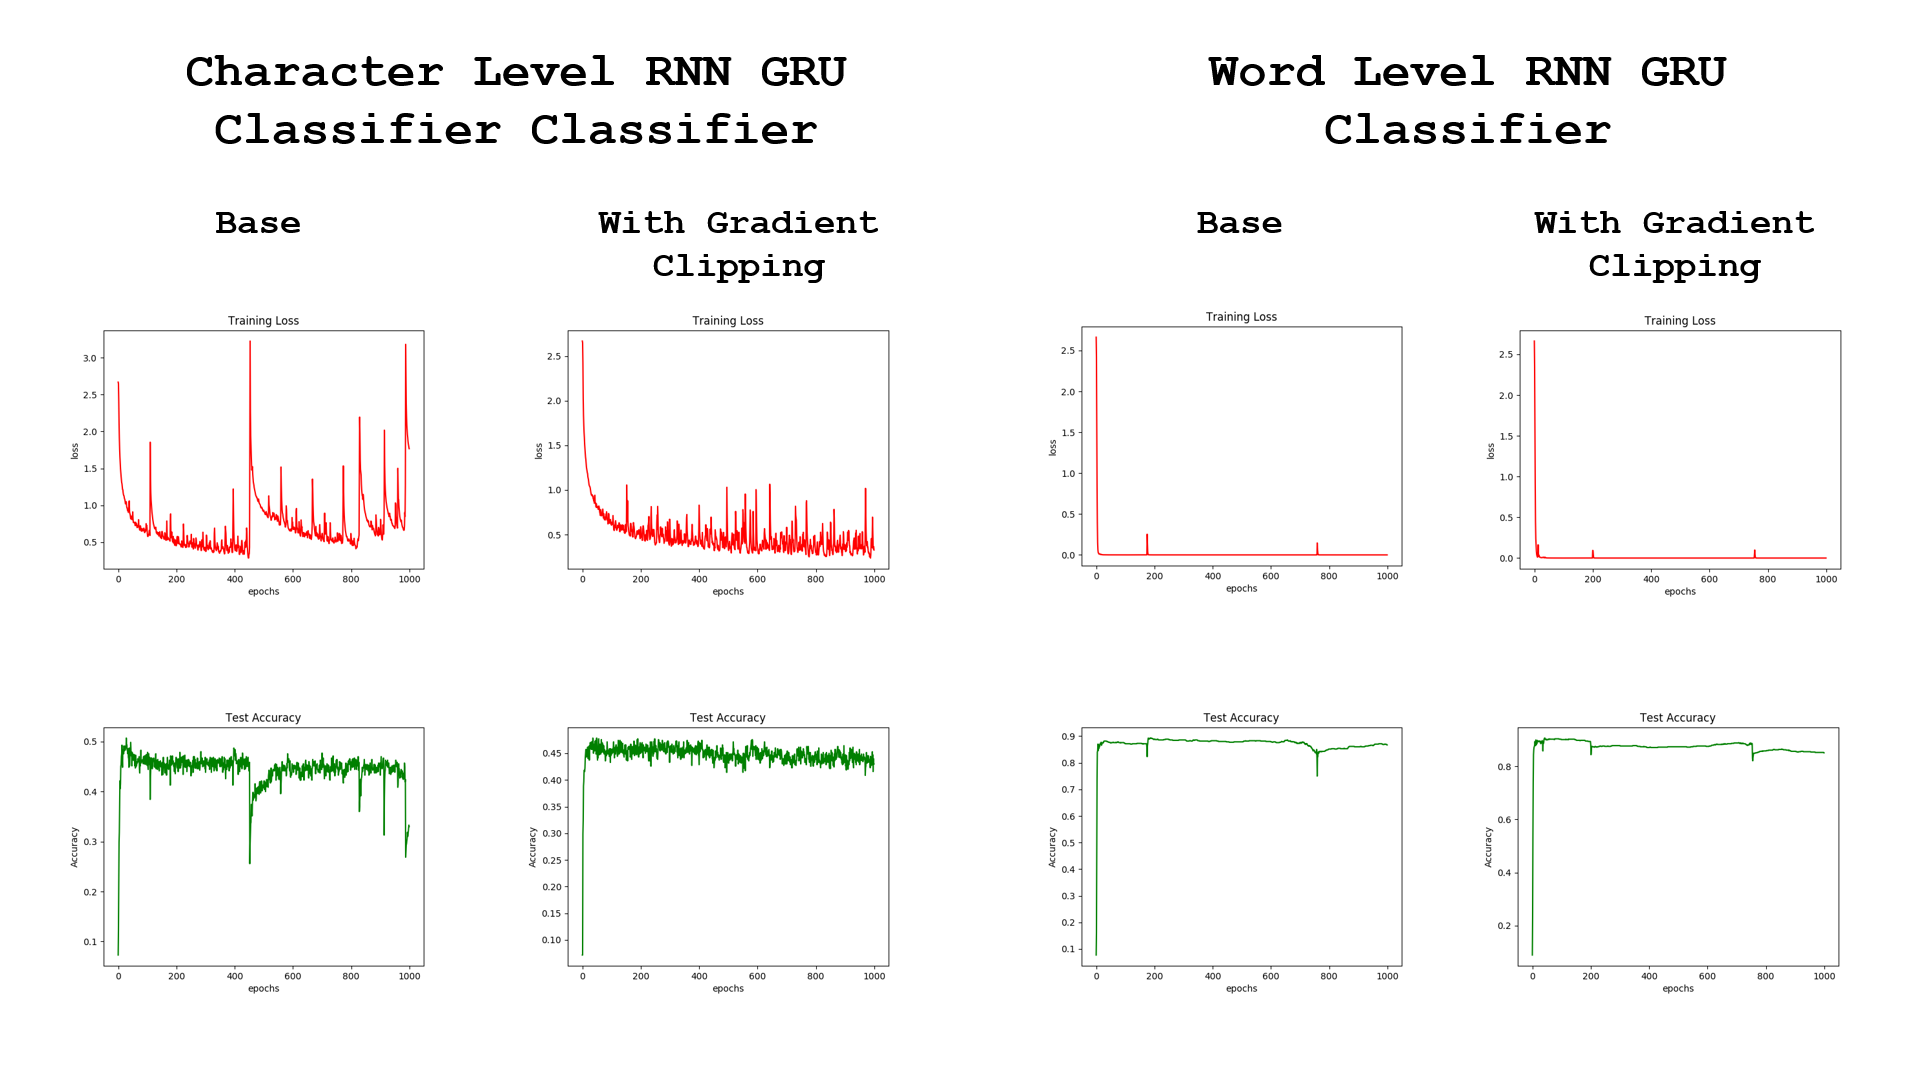 Character Level RNN GRU
Classifier Classifier
Word Level RNN GRU
Classifier
Base
With Gradient
Clipping
Base
With Gradient
Clipping
Training Loss
3.0
2.5
2.0
1.5
1.0
0.5
loss
0 200 400 600 800 1000
epochs
Training Loss
2.5
2.0
1.5
1.0
0.5
loss
0 200 400 600 800 1000
epochs
Training Loss
2.5
2.0
1.5
1.0
0.5
0.0
loss
0 200 400 600 800 1000
epochs
Training Loss
2.5
2.0
1.5
1.0
0.5
0.0
loss
0 200 400 600 800 1000
epochs
Test Accuracy
0.5
0.4
0.3
0.2
0.1
Accuracy
0 200 400 600 800 1000
epochs
Test Accuracy
0.45
0.40
0.35
0.30
0.25
0.20
0.15
0.10
Accuracy
0 200 400 600 800 1000
epochs
Test Accuracy
0.9
0.8
0.7
0.6
0.5
0.4
0.3
0.2
0.1
Accuracy
0 200 400 600 800 1000
epochs
Test Accuracy
0.8
0.6
0.4
0.2
Accuracy
0 200 400 600 800 1000
epochs